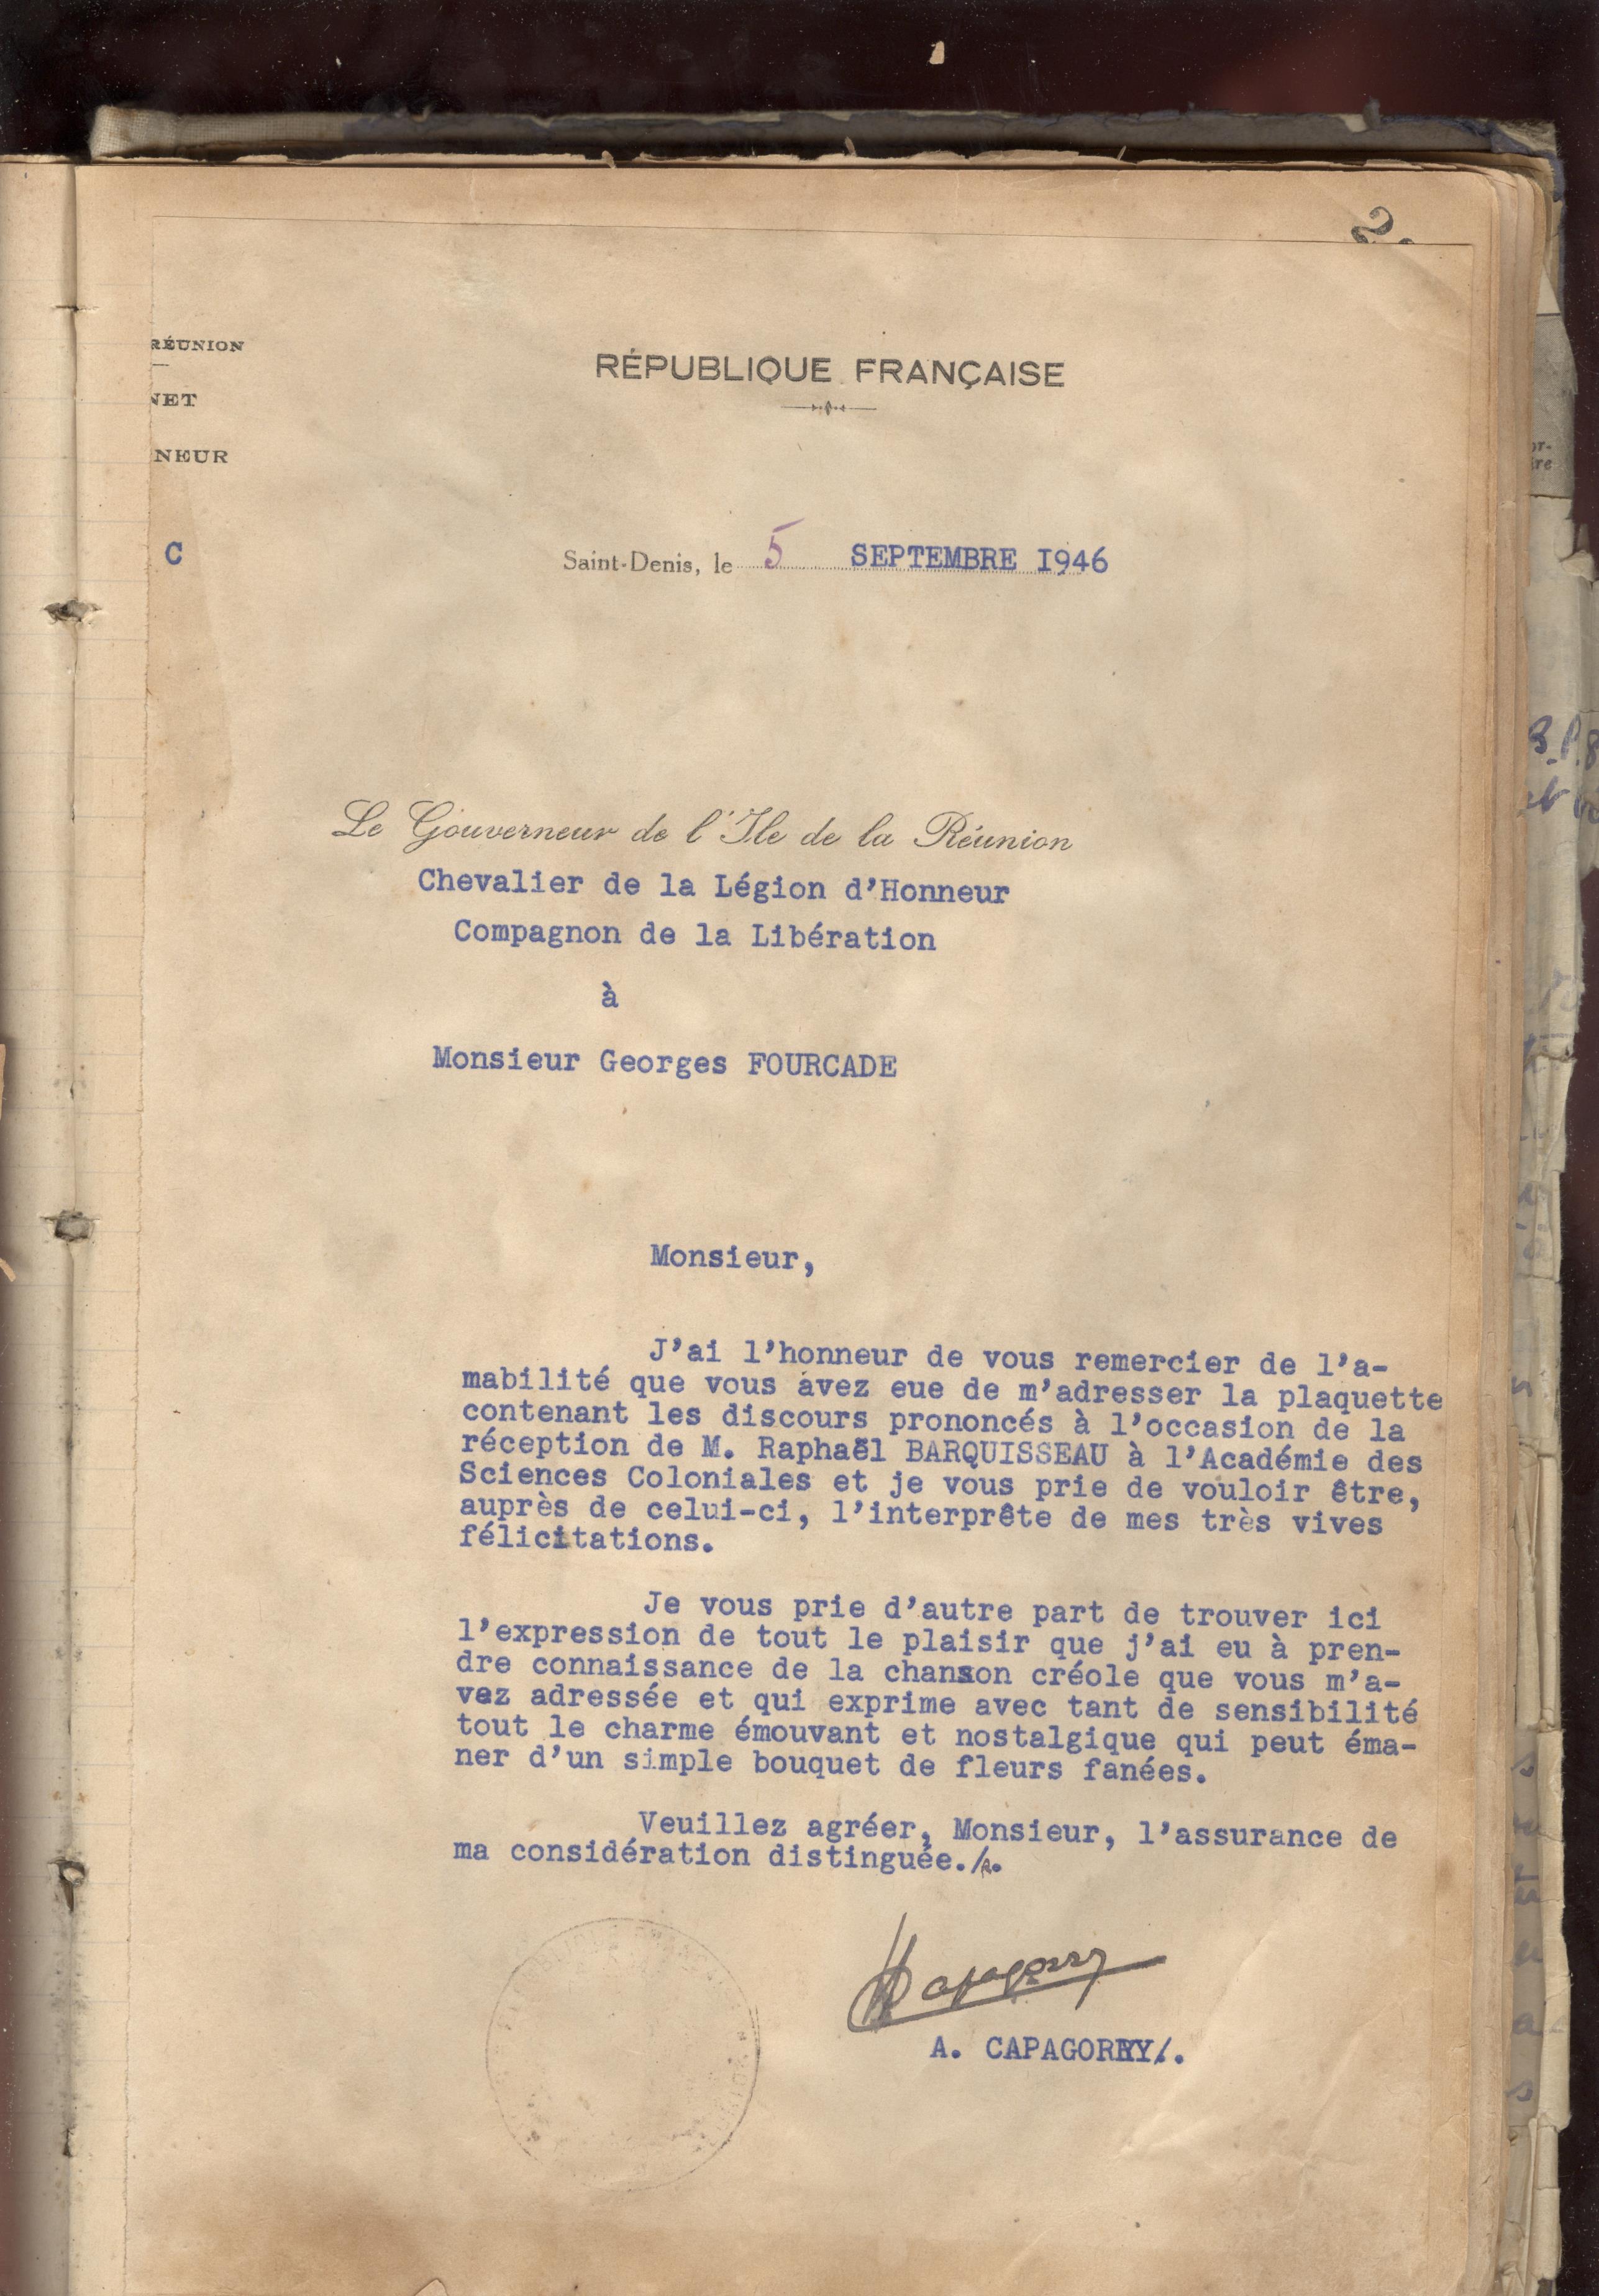 2.
RÉUNION
NET
NEUR
C
RÉPUBLIQUE FRANÇAISE
Saint-Denis, le 5 SEPTEMBRE 1946
Le Gouverneur de l'Ile de la Réunion
Chevalier de la Légion d'Honneur
Compagnon de la Libération
à
Monsieur Georges FOURCADE
Monsieur,
J'ai l'honneur de vous remercier de l'a-
mabilité que vous avez eue de m'adresser la plaquette
contenant les discours prononcés à l'occasion de la
réception de M. Raphaël BARQUISSEAU à l'Académie des
Sciences Coloniales et je vous prie de vouloir être,
auprès de celui-ci, l'interprête de mes très vives
félicitations.
Je vous prie d'autre part de trouver ici
l'expression de tout le plaisir que j'ai eu à pren-
dre connaissance de la chanson créole que vous m'a-
vez adressée et qui exprime avec tant de sensibilité
tout le charme émouvant et nostalgique qui peut éma-
ner d'un simple bouquet de fleurs fanées.
Veuillez agréer, Monsieur, l'assurance de
ma considération distinguée./.
Capagorry
A. CAPAGORRY/.